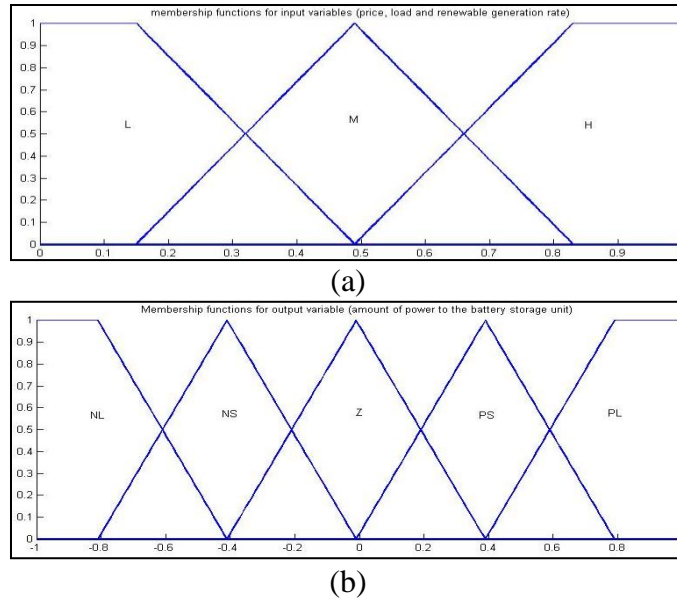 membership functions for input variables (price, load and renewable generation rate)
1
0.9
0.8
0.7
0.6
0.5
0.4
0.3
0.2
0.1
0
L
M
H
0 0.1 0.2 0.3 0.4 0.5 0.6 0.7 0.8 0.9
(a)
Membership functions for output variable (amount of power to the battery storage unit)
1
0.9
0.8
0.7
0.6
0.5
0.4
0.3
0.2
0.1
0
NL
NS
Z
PS
PL
-1 -0.8 -0.6 -0.4 -0.2 -0 0.2 0.4 0.6 0.8
(b)